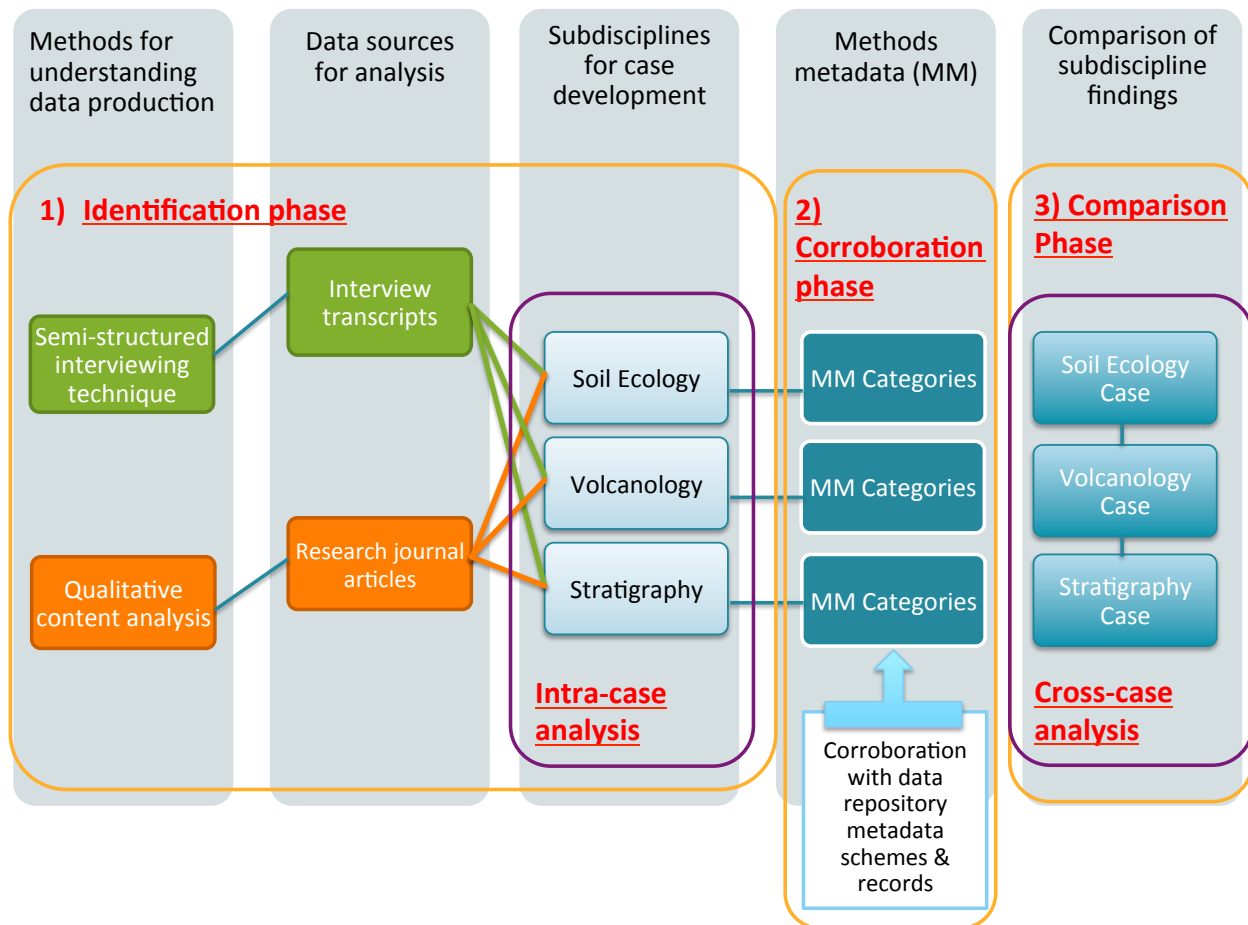 Methods for
understanding
data production
Data sources
for analysis
Subdisciplines
for case
development
Methods
metadata (MM)
Comparison of
subdiscipline
findings
1) Identification phase
2)
Corroboration
phase
3) Comparison
Phase
Semi-structured
interviewing
technique
Interview
transcripts
Qualitative
content analysis
Research journal
articles
Soil Ecology
Volcanology
Stratigraphy
Intra-case
analysis
MM Categories
MM Categories
MM Categories
Corroboration
with data
repository
metadata
schemes &
records
Soil Ecology
Case
Volcanology
Case
Stratigraphy
Case
Cross-case
analysis